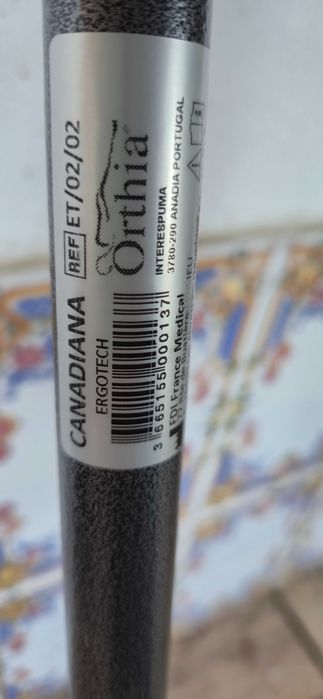 CANADIANA REF ET/02/02
ERGOTECH
Orthia
INTERESPUMA
3780-290 ANADIA PORTUGAL
3 665155 000137
FDI France Medical